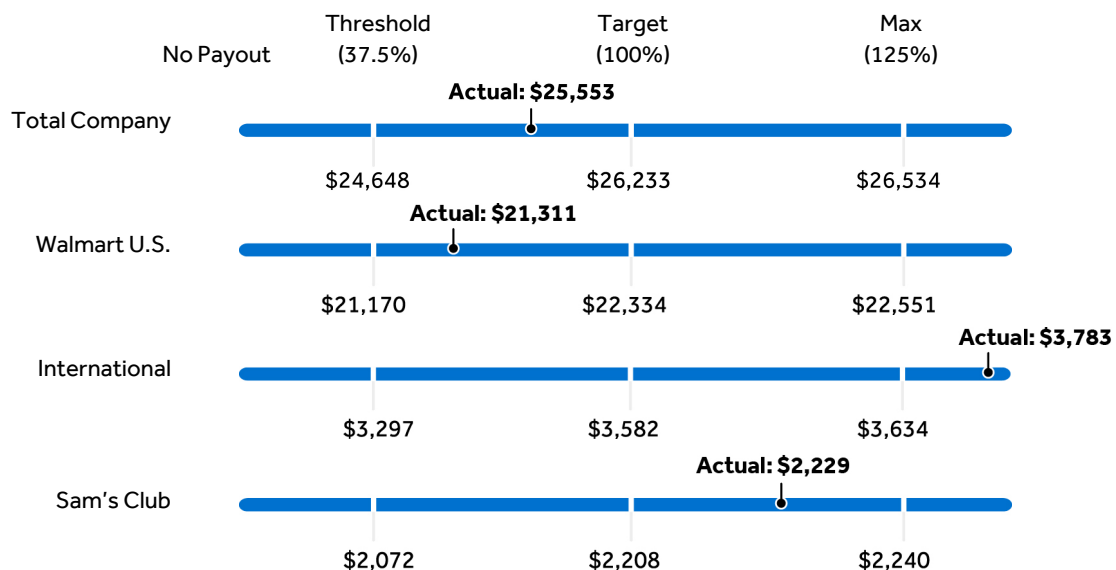 Threshold Target Max
No Payout (37.5%) (100%) (125%)
Actual: $25,553
Total Company
$24,648 $26,233 $26,534
Actual: $21,311
Walmart U.S.
$21,170 $22,334 $22,551
Actual: $3,783
International
$3,297 $3,582 $3,634
Actual: $2,229
Sam's Club
$2,072 $2,208 $2,240